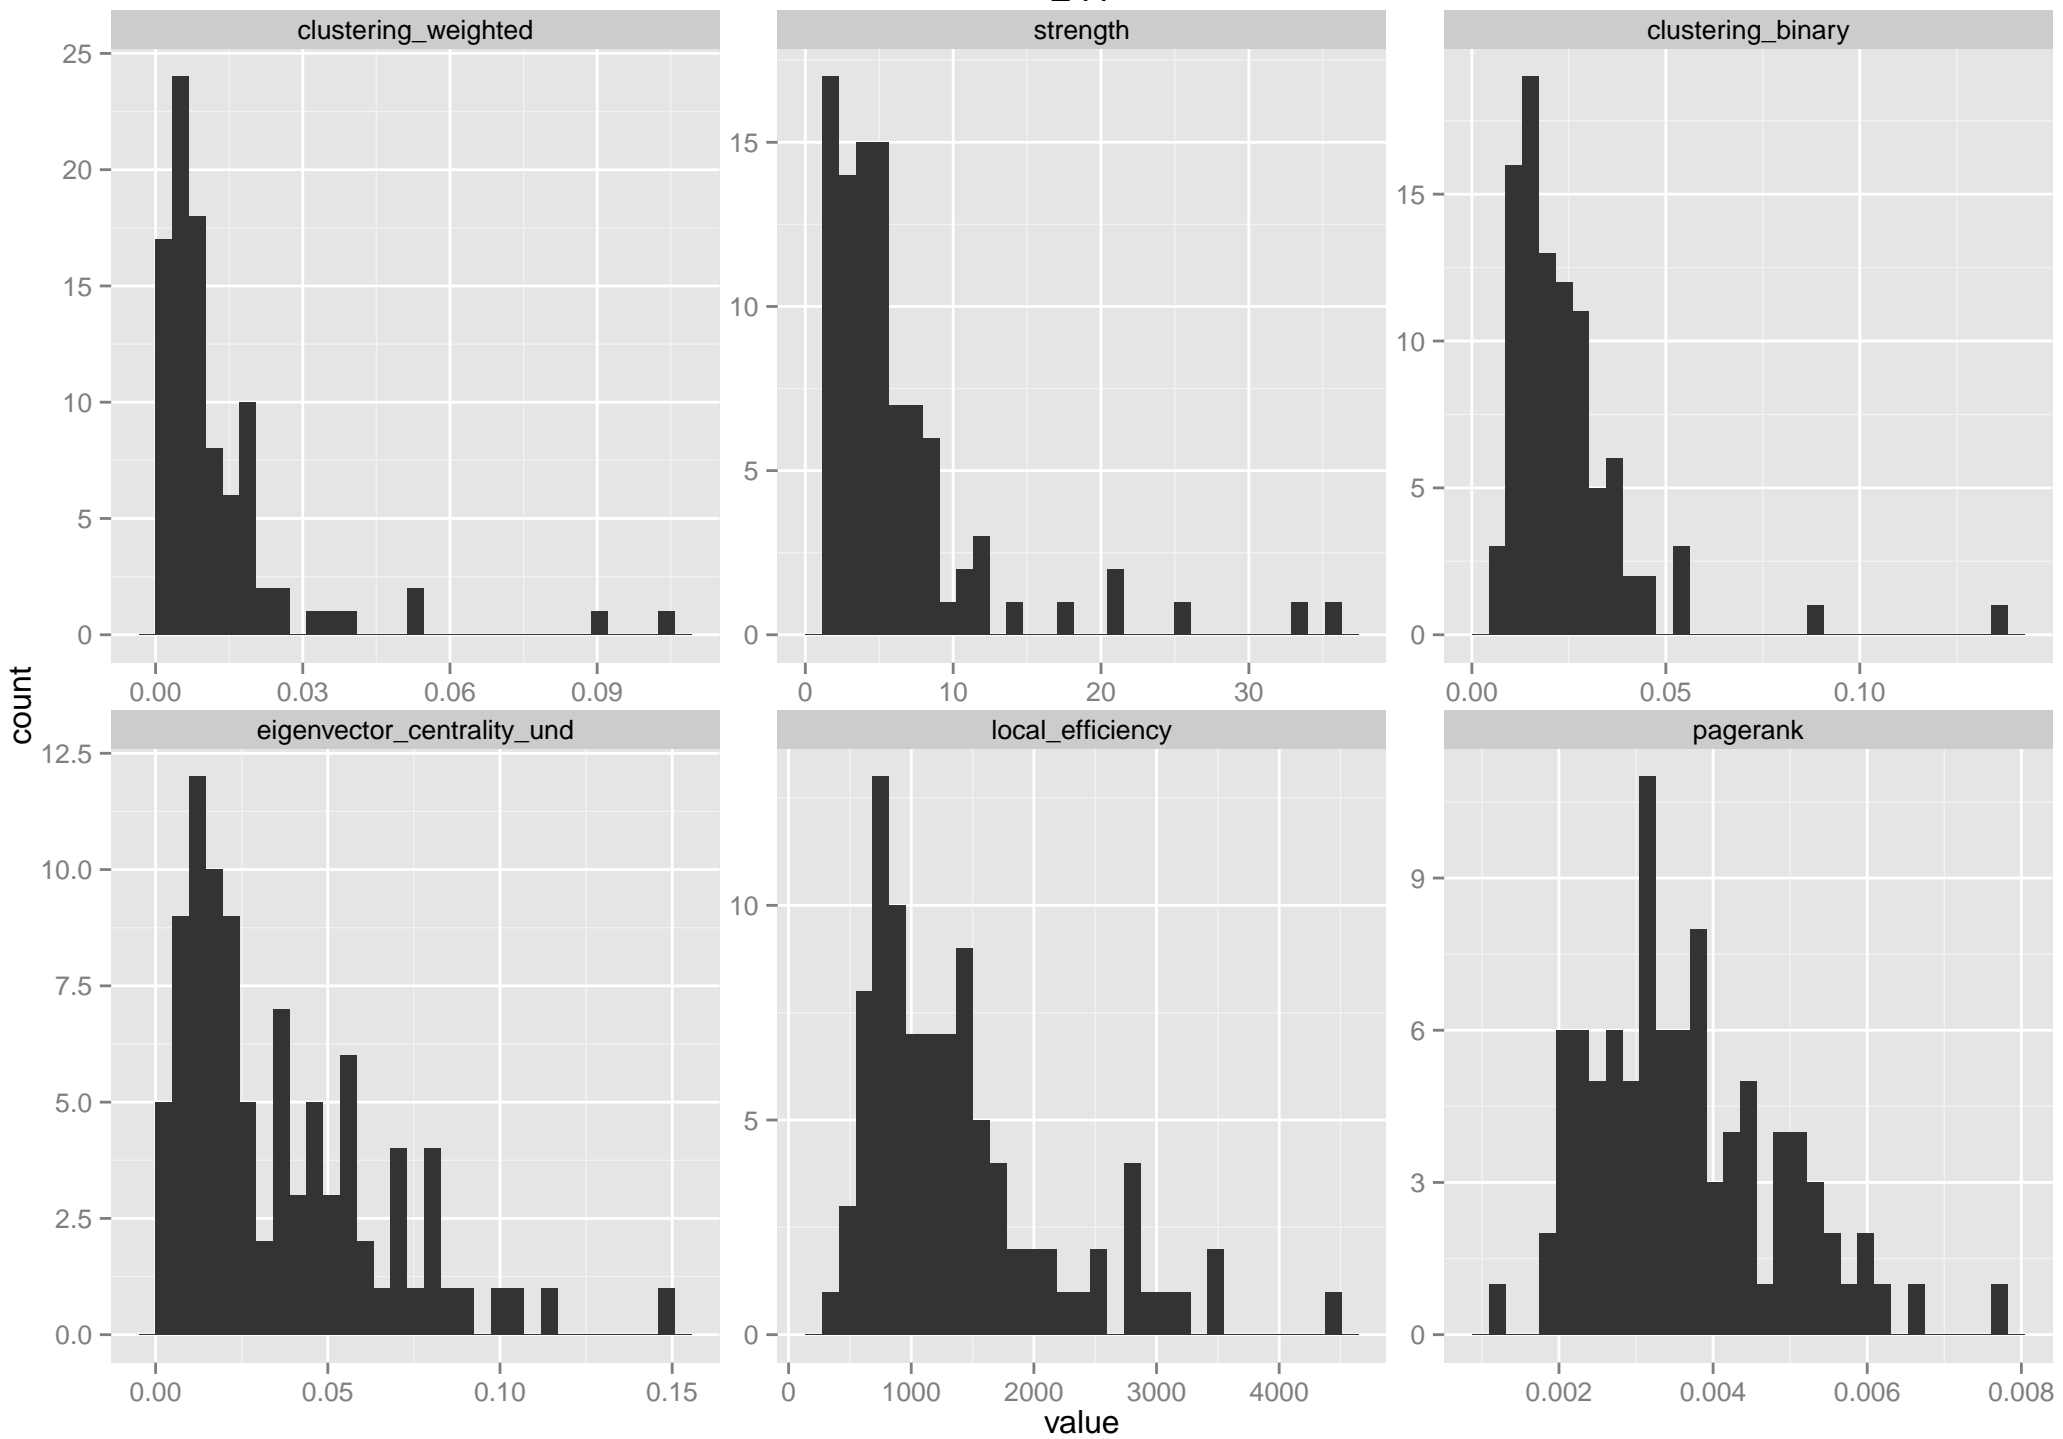 clustering_weighted
strength
clustering_binary
25
20
15
10
5
0
15
10
5
0
15
10
5
0
0.00 0.03 0.06 0.09
0 10 20 30
0.00 0.05 0.10
count
eigenvector_centrality_und
local_efficiency
pagerank
12.5
10.0
7.5
5.0
2.5
0.0
10
5
0
9
6
3
0
0.00 0.05 0.10 0.15
0 1000 2000 3000 4000
0.002 0.004 0.006 0.008
value